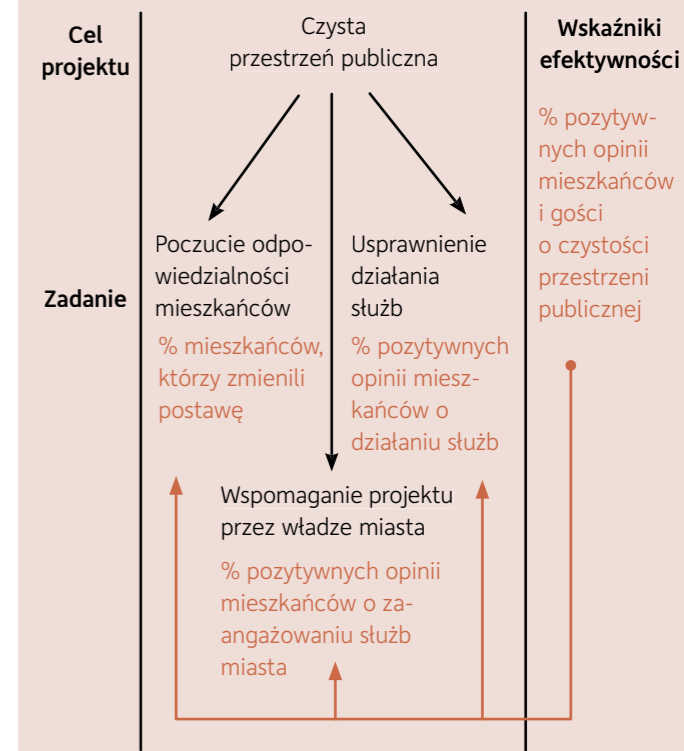 Cel
projektu
Czysta
przestrzeń publiczna
Wskaźniki
efektywności
% pozytyw-
nych opinii
mieszkańców
i gości
o czystości
przestrzeni
publicznej
Zadanie
Poczucie odpo-
wiedzialności
mieszkańców
% mieszkańców,
którzy zmienili
postawę
Usprawnienie
działania
służb
% pozytywnych
opinii miesz-
kańców o
działaniu służb
Wspomaganie projektu
przez władze miasta
% pozytywnych opinii
mieszkańców o za-
angażowaniu służb
miasta